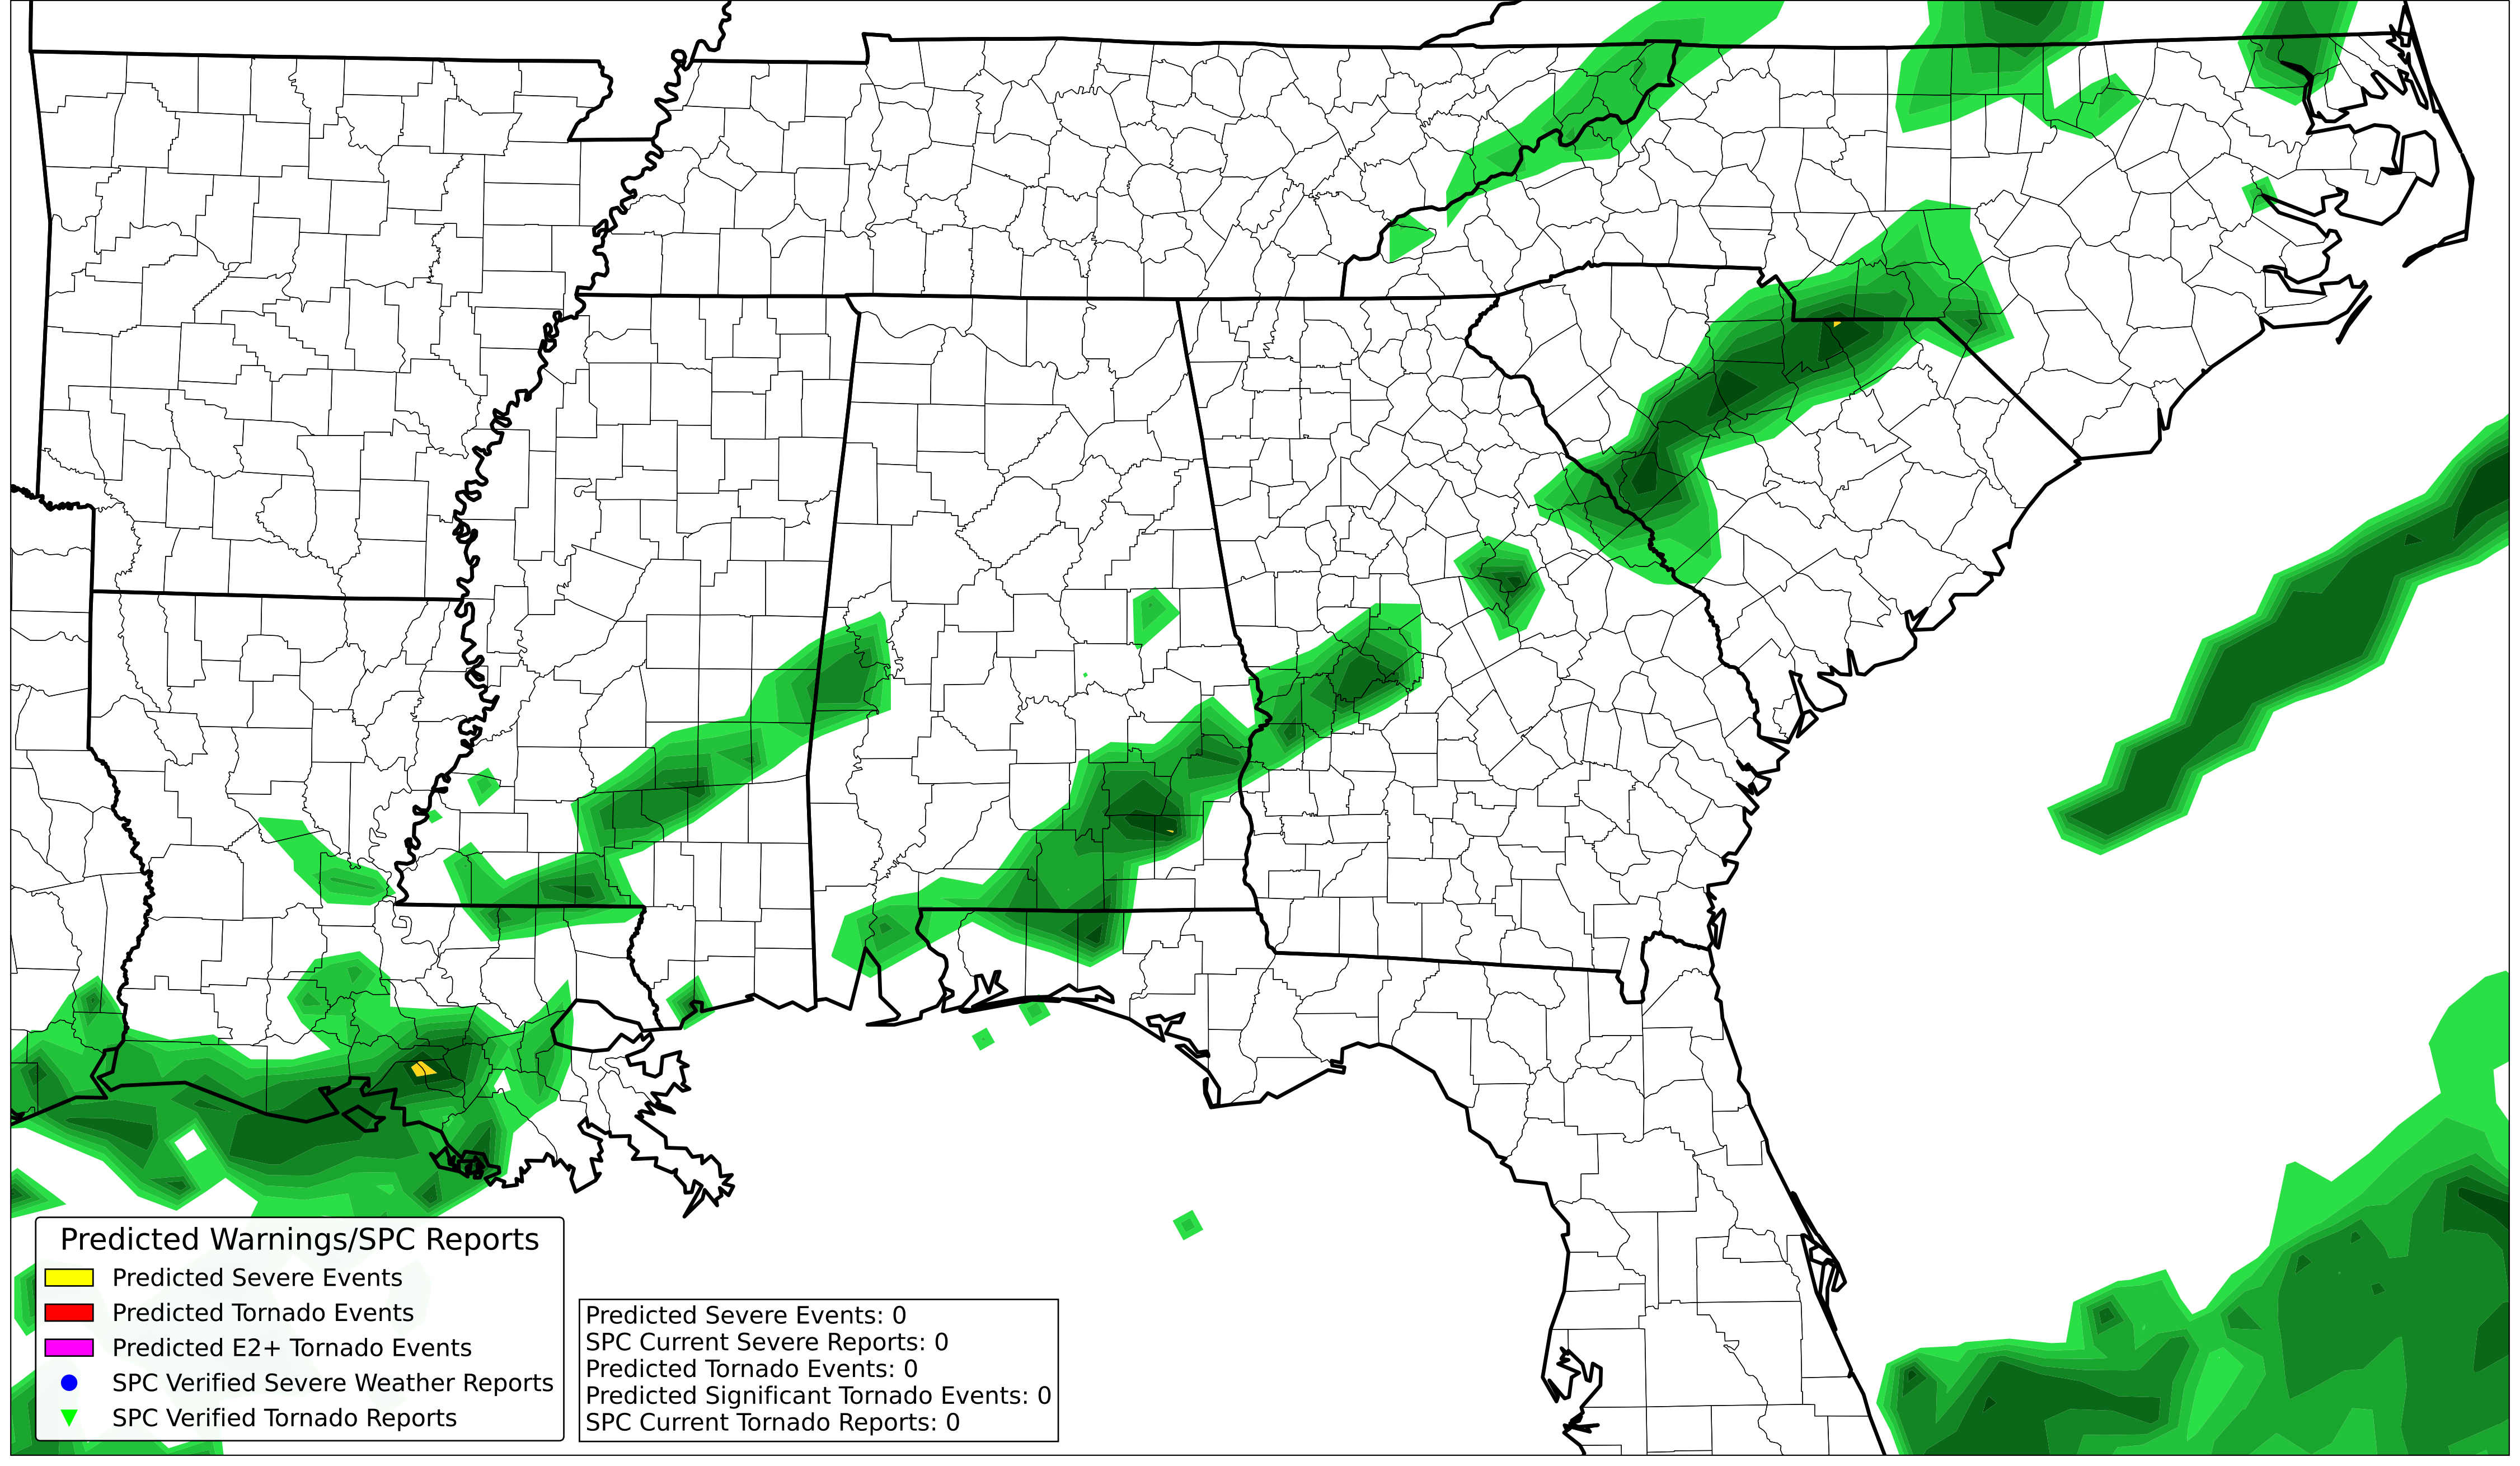 Predicted Warnings/SPC Reports
Predicted Severe Events
Predicted Tornado Events
Predicted E2+ Tornado Events
SPC Verified Severe Weather Reports
SPC Verified Tornado Reports
Predicted Severe Events: 0
SPC Current Severe Reports: 0
Predicted Tornado Events: 0
Predicted Significant Tornado Events: 0
SPC Current Tornado Reports: 0